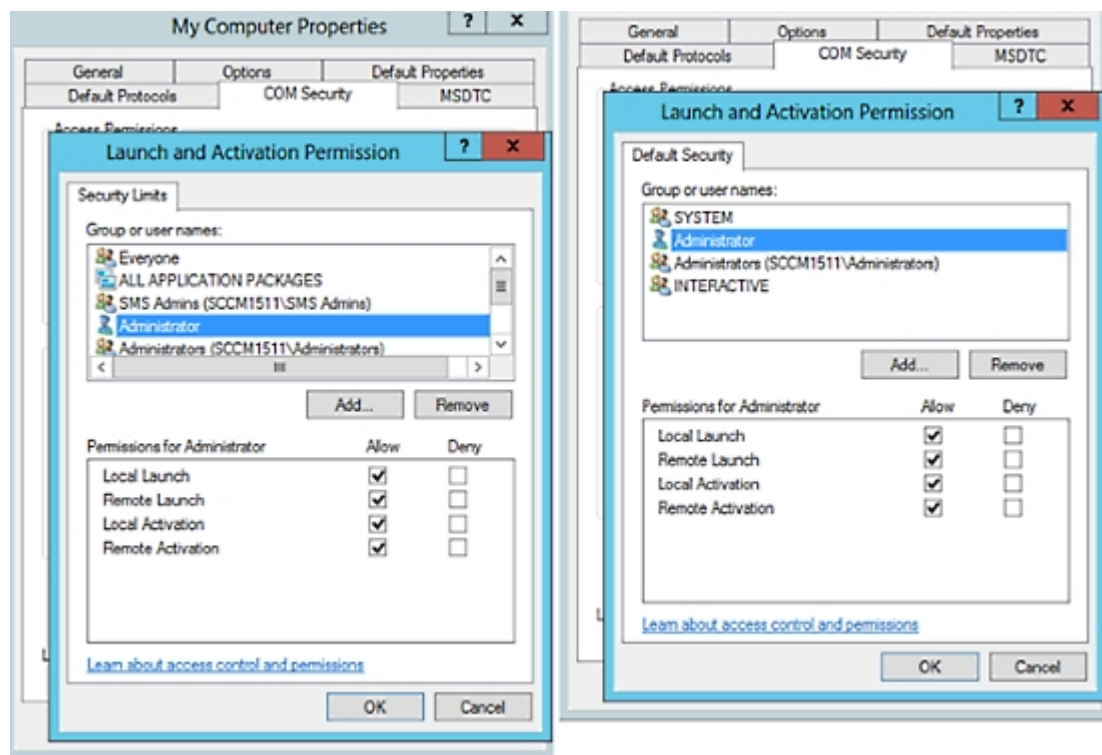 My Computer Properties
? x
General Options Default Properties
Default Protocols COM Security MSDTC
Access Permissions
Launch and Activation Permission
? x
Security Limits
Group or user names:
Everyone
ALL APPLICATION PACKAGES
SMS Admins (SCCM1511\SMS Admins)
Administrator
Administrators (SCCM1511\Administrators)
Add... Remove
Permissions for Administrator Allow Deny
Local Launch
Remote Launch
Local Activation
Remote Activation
Learn about access control and permissions
OK Cancel
General Options Default Properties
Default Protocols COM Security MSDTC
Access Permissions
Launch and Activation Permission
? x
Default Security
Group or user names:
SYSTEM
Administrator
Administrators (SCCM1511\Administrators)
INTERACTIVE
Add... Remove
Permissions for Administrator Allow Deny
Local Launch
Remote Launch
Local Activation
Remote Activation
Learn about access control and permissions
OK Cancel